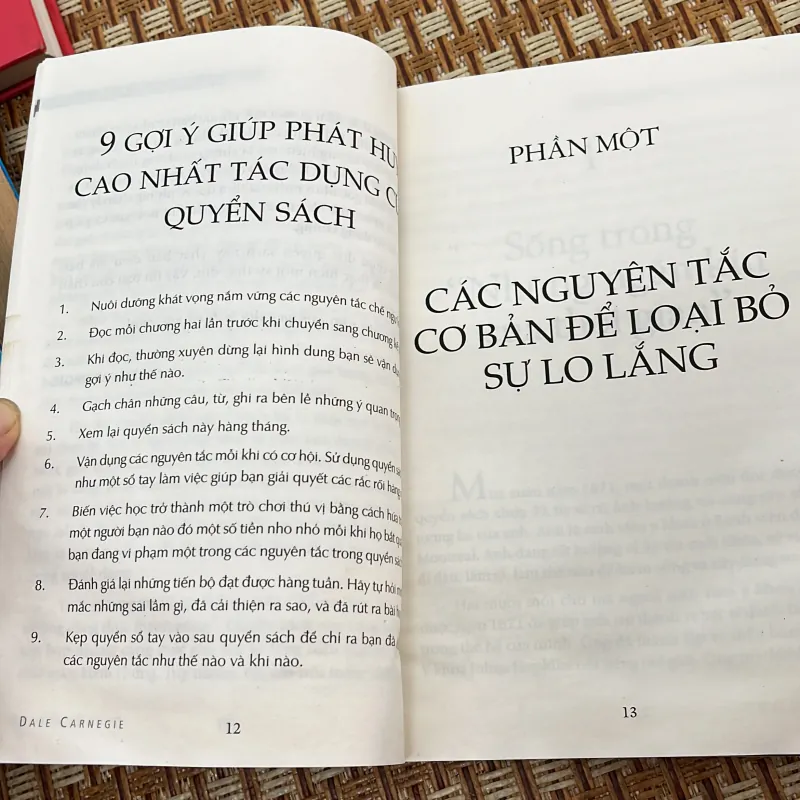 9 GỢI Ý GIÚP PHÁT HUY
CAO NHẤT TÁC DỤNG CỦA
QUYỂN SÁCH
1. Nuôi dưỡng khát vọng nắm vững các nguyên tắc chế ngự
2. Đọc mỗi chương hai lần trước khi chuyển sang chương
3. Khi đọc, thường xuyên dừng lại hình dung bạn sẽ vận dụng
gợi ý như thế nào.
4. Gạch chân những câu, từ, ghi ra bên lề những ý quan trọng
5. Xem lại quyển sách này hàng tháng.
6. Vận dụng các nguyên tắc mỗi khi có cơ hội. Sử dụng quyển
như một sổ tay làm việc giúp bạn giải quyết các rắc rối hàng
7. Biến việc học trở thành một trò chơi thú vị bằng cách hứa
một người bạn nào đó một số tiền nho nhỏ mỗi khi họ bắt
bạn đang vi phạm một trong các nguyên tắc trong quyển
8. Đánh giá lại những tiến bộ đạt được hàng tuần. Hãy tự hỏi
mắc những sai lầm gì, đã cải thiện ra sao, và đã rút ra bài
9. Kẹp quyển sổ tay vào sau quyển sách để chỉ ra bạn đã
các nguyên tắc như thế nào và khi nào.
DALE CARNEGIE
12
PHẦN MỘT
CÁC NGUYÊN TẮC
CƠ BẢN ĐỂ LOẠI BỎ
SỰ LO LẮNG
13